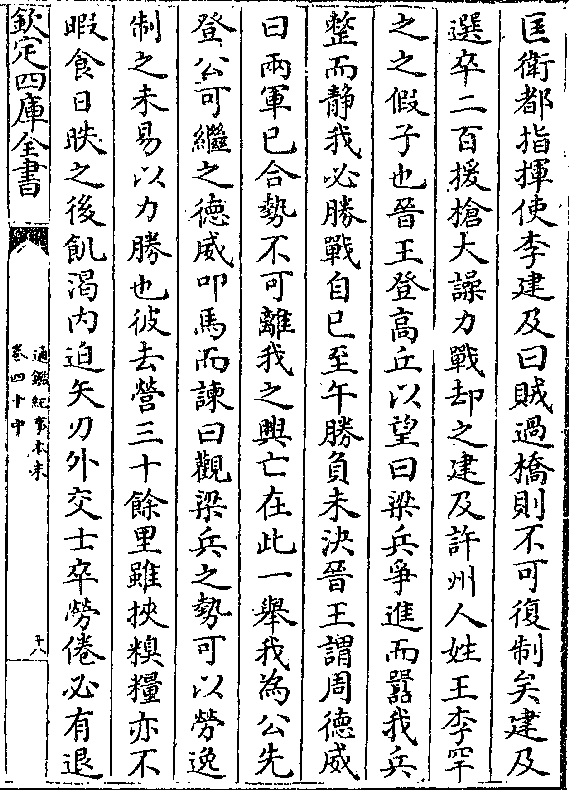 匡衛都指揮使李建及曰賊過橋則不可復制矣建及
選卒二百援槍大譟力戰却之建及許州人姓王李罕
之之假子也晉王登高丘以望曰梁兵爭進而囂我兵
整而静我必勝戰自巳至午勝負未決晉王謂周德威
曰兩軍已合勢不可離我之興亡在此一舉我為公先
登公可繼之德威叩馬而諫曰觀梁兵之勢可以勞逸
制之未易以力勝也彼去營三十餘里雖挾糗糧亦不
暇食日昳之後飢渴内迫矢刃外交士卒勞倦必有退
欽定四庫全書
通鑑紀事本末
卷四十中
十八